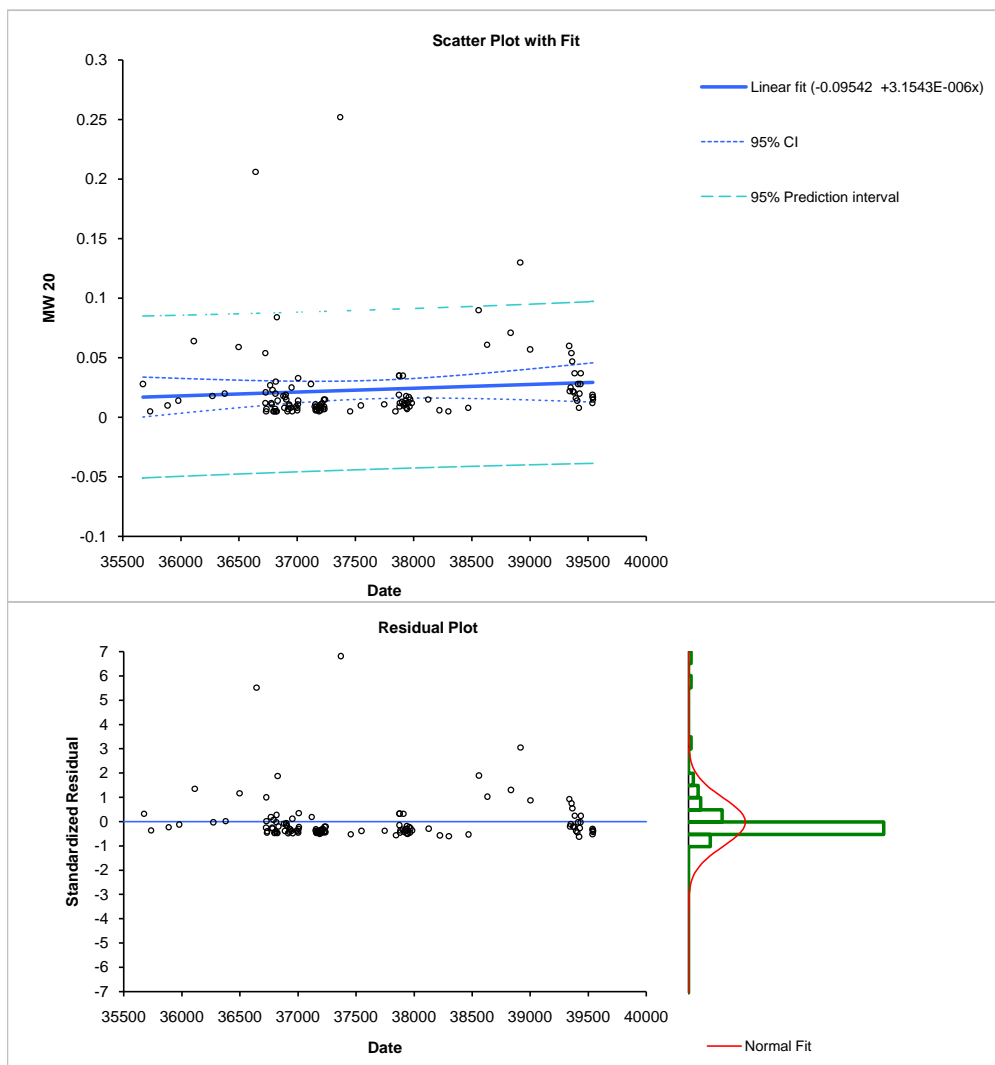 Scatter Plot with Fit
0.3
0.25
0.2
0.15
0.1
0.05
0
-0.05
-0.1
MW 20
35500 36000 36500 37000 37500 38000 38500 39000 39500 40000
Date
Linear fit (-0.09542 +3.1543E-006x)
95% CI
95% Prediction interval
Residual Plot
7
6
5
4
3
2
1
0
-1
-2
-3
-4
-5
-6
-7
Standardized Residual
35500 36000 36500 37000 37500 38000 38500 39000 39500 40000
Date
Normal Fit